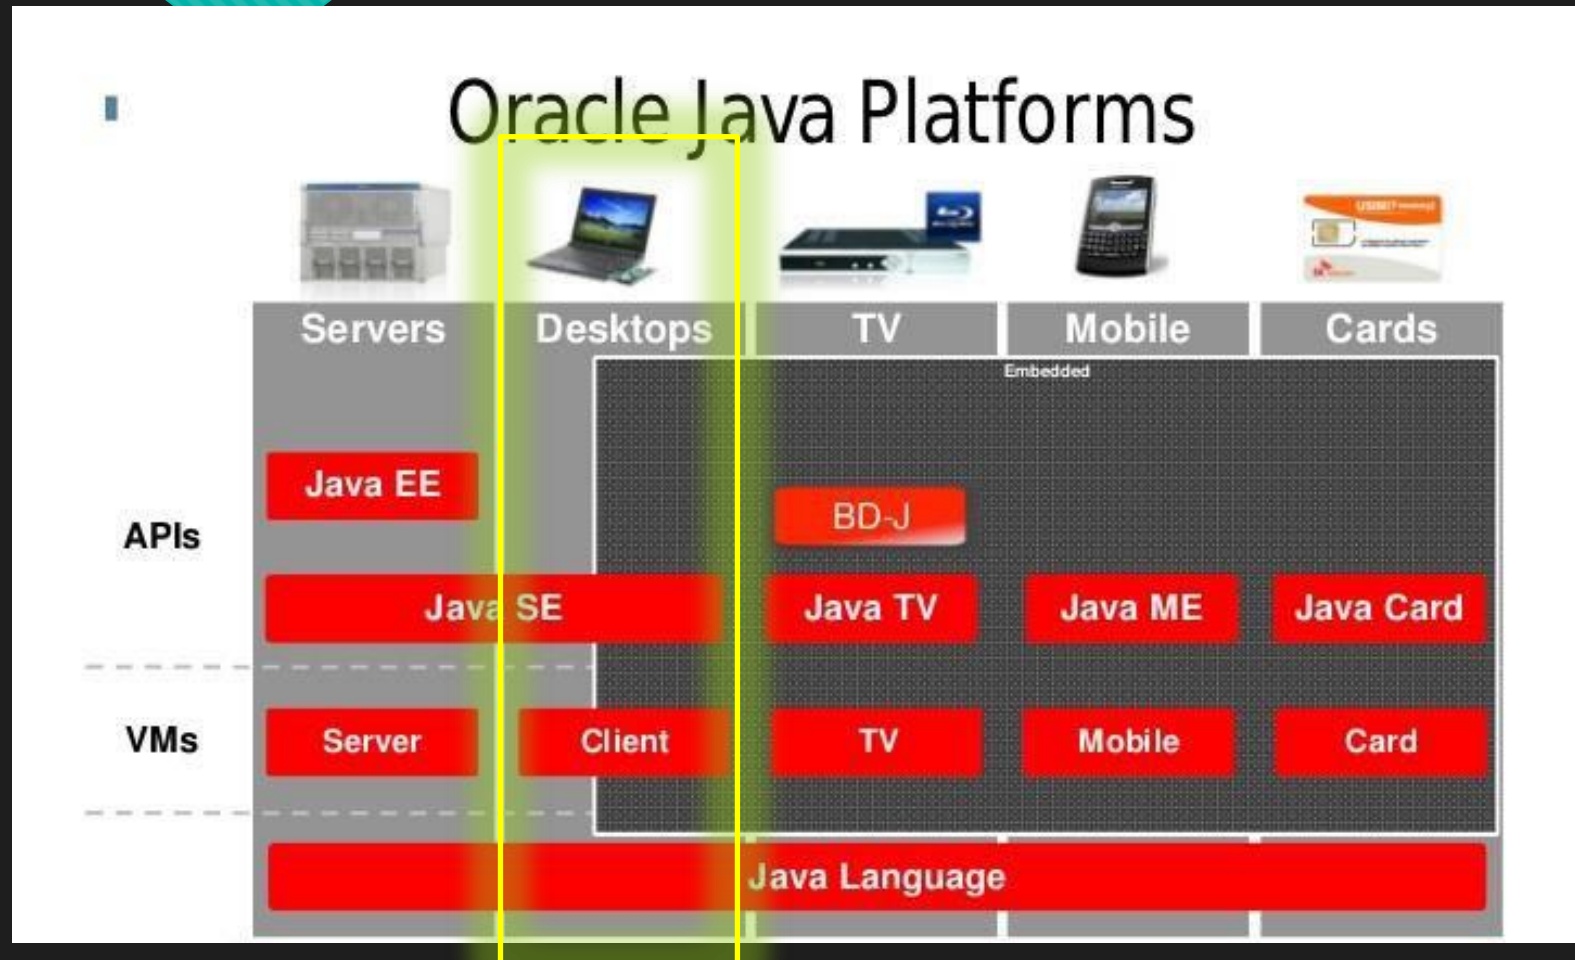 Oracle Java Platforms
Servers Desktops TV Mobile Cards
Embedded
Java EE
BD-J
APIs
Java SE Java TV Java ME Java Card
VMs Server Client TV Mobile Card
Java Language